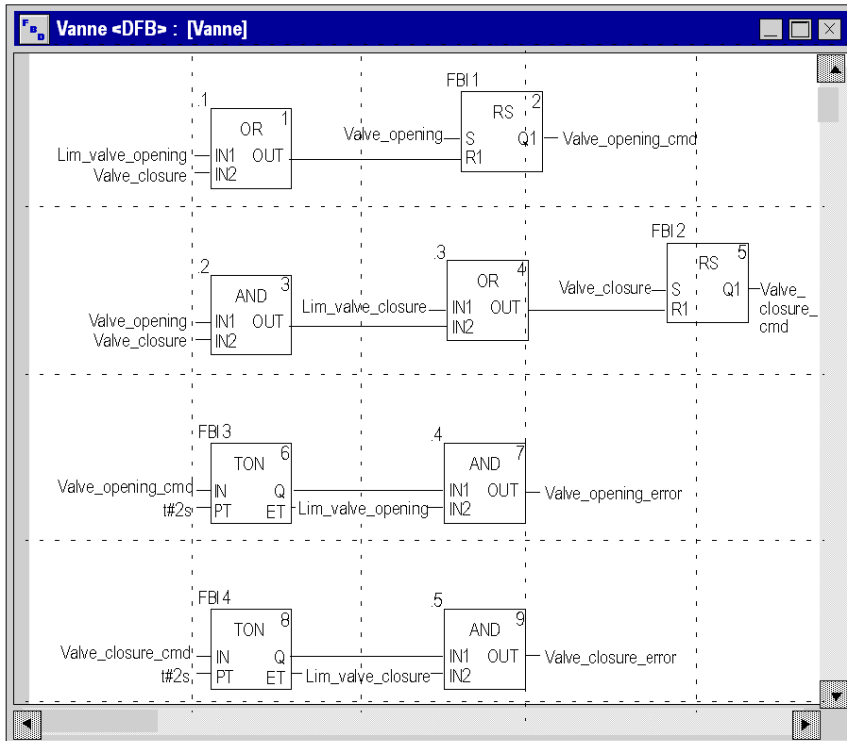 FBD Vanne <DFB> : [Vanne]
.1
OR 1
Lim_valve_opening IN1 OUT
Valve_closure IN2
FBI 1
RS 2
Valve_opening S Q1 Valve_opening_cmd
R1
.2
AND 3
Valve_opening IN1 OUT
Valve_closure IN2
.3
OR 4
Lim_valve_closure IN1 OUT
IN2
FBI 2
RS 5
Valve_closure S Q1 Valve_
closure_
cmd
R1
FBI 3
TON 6
Valve_opening_cmd IN Q
t#2s PT ET
.4
AND 7
IN1 OUT Valve_opening_error
Lim_valve_opening IN2
FBI 4
TON 8
Valve_closure_cmd IN Q
t#2s PT ET
.5
AND 9
IN1 OUT Valve_closure_error
Lim_valve_closure IN2